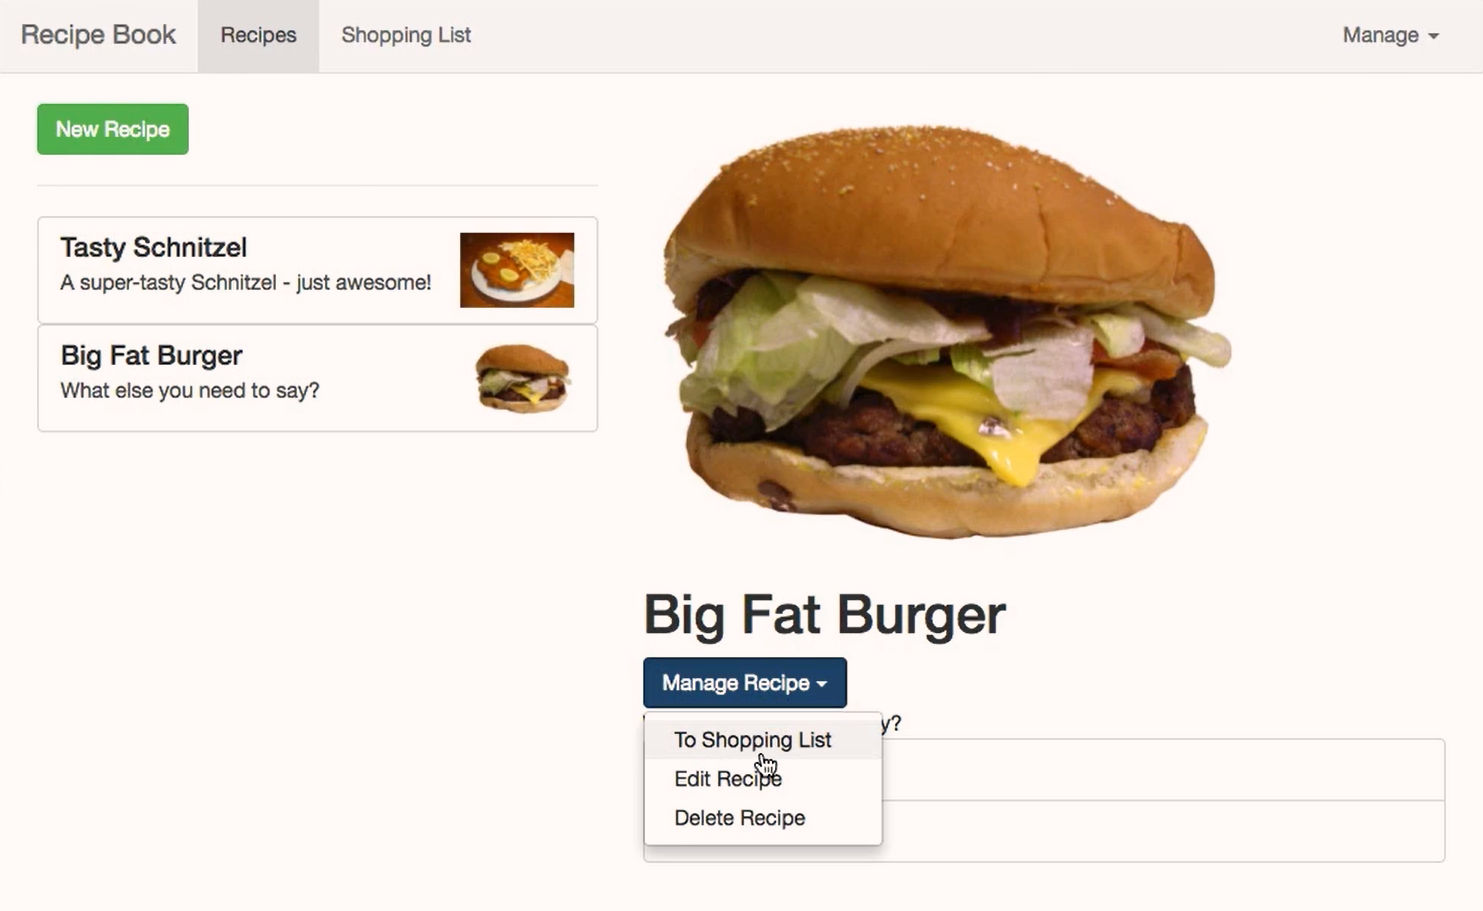 Recipe Book Recipes Shopping List Manage
New Recipe
Tasty Schnitzel
A super-tasty Schnitzel - just awesome!
Big Fat Burger
What else you need to say?
Big Fat Burger
Manage Recipe
To Shopping List
Edit Recipe
Delete Recipe